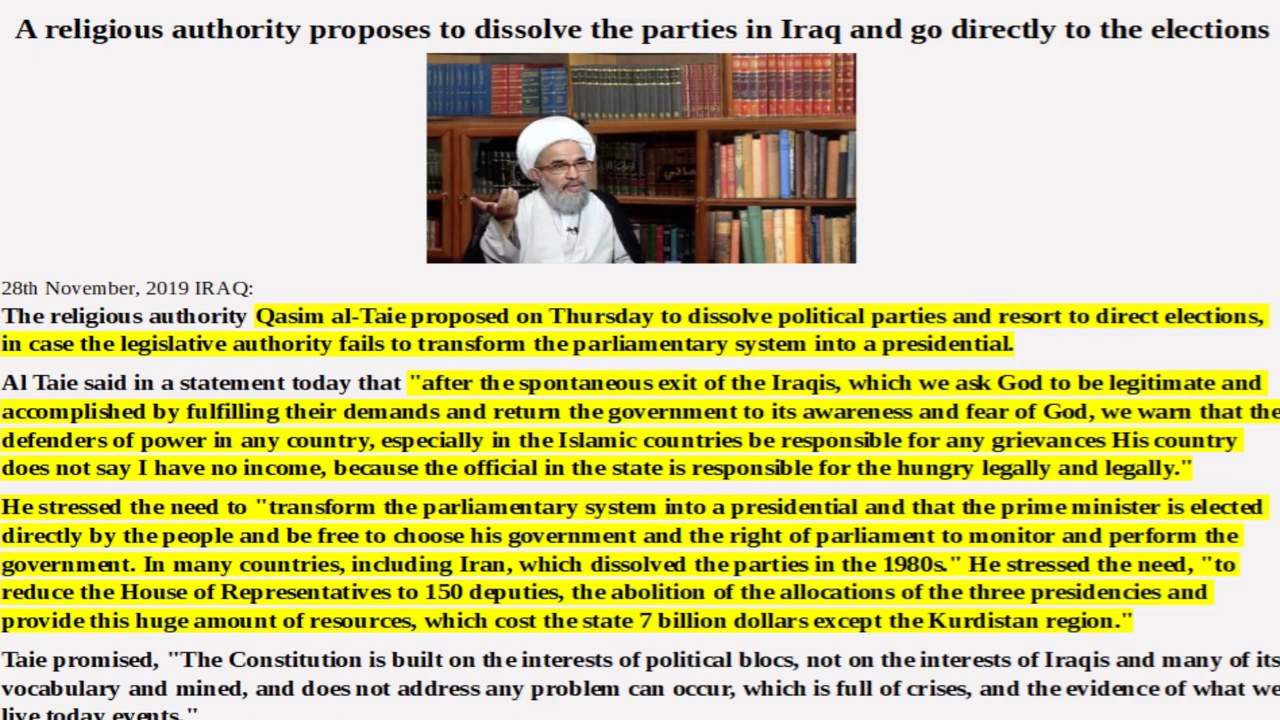 A religious authority proposes to dissolve the parties in Iraq and go directly to the elections
28th November, 2019 IRAQ:
The religious authority Qasim al-Taie proposed on Thursday to dissolve political parties and resort to direct elections,
in case the legislative authority fails to transform the parliamentary system into a presidential.
Al Taie said in a statement today that "after the spontaneous exit of the Iraqis, which we ask God to be legitimate and
accomplished by fulfilling their demands and return the government to its awareness and fear of God, we warn that the
defenders of power in any country, especially in the Islamic countries be responsible for any grievances His country
does not say I have no income, because the official in the state is responsible for the hungry legally and legally."
He stressed the need to "transform the parliamentary system into a presidential and that the prime minister is elected
directly by the people and be free to choose his government and the right of parliament to monitor and perform the
government. In many countries, including Iran, which dissolved the parties in the 1980s." He stressed the need, "to
reduce the House of Representatives to 150 deputies, the abolition of the allocations of the three presidencies and
provide this huge amount of resources, which cost the state 7 billion dollars except the Kurdistan region."
Taie promised, "The Constitution is built on the interests of political blocs, not on the interests of Iraqis and many of its
vocabulary and mined, and does not address any problem can occur, which is full of crises, and the evidence of what we
live today events."